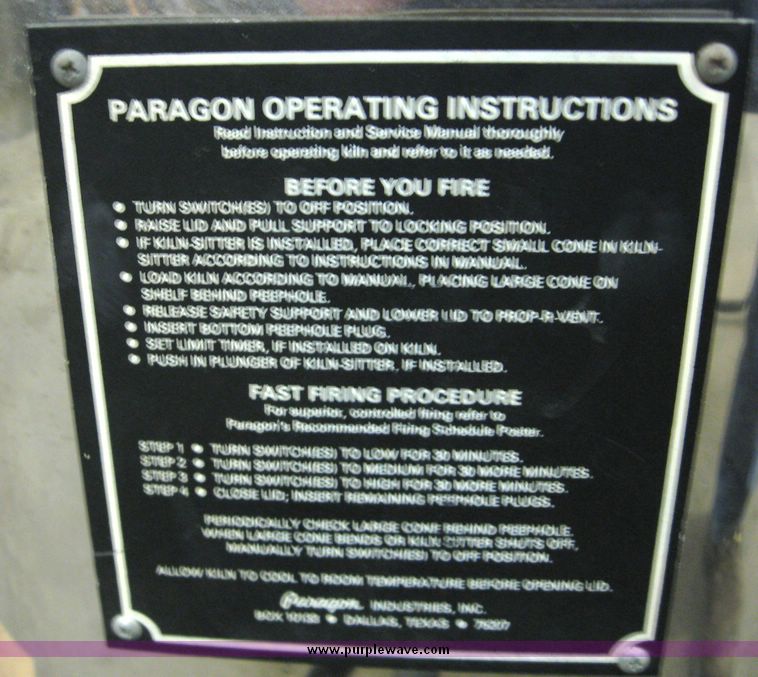 PARAGON OPERATING INSTRUCTIONS
Read Instruction and Service Manual thoroughly
before operating kiln and refer to it as needed.
BEFORE YOU FIRE
• TURN SWITCH(ES) TO OFF POSITION.
• RAISE LID AND PULL SUPPORT TO LOCKING POSITION.
• IF KILN-SITTER IS INSTALLED, PLACE CORRECT SMALL CONE IN KILN-
SITTER ACCORDING TO INSTRUCTIONS IN MANUAL.
• LOAD KILN ACCORDING TO MANUAL, PLACING LARGE CONE ON
SHELF BEHIND PEEPHOLE.
• RELEASE SAFETY SUPPORT AND LOWER LID TO PROP-R-VENT.
• INSERT BOTTOM PEEPHOLE PLUG.
• SET LIMIT TIMER, IF INSTALLED ON KILN.
• PUSH IN PLUNGER OF KILN-SITTER, IF INSTALLED.
FAST FIRING PROCEDURE
For superior, controlled firing refer to
Paragon's Recommended Firing Schedule Poster.
STEP 1 • TURN SWITCH(ES) TO LOW FOR 30 MINUTES.
STEP 2 • TURN SWITCH(ES) TO MEDIUM FOR 30 MORE MINUTES.
STEP 3 • TURN SWITCH(ES) TO HIGH FOR 30 MORE MINUTES.
STEP 4 • CLOSE LID; INSERT REMAINING PEEPHOLE PLUGS.
PERIODICALLY CHECK LARGE CONE BEHIND PEEPHOLE.
WHEN LARGE CONE BENDS OR KILN SITTER SHUTS OFF,
MANUALLY TURN SWITCH(ES) TO OFF POSITION.
ALLOW KILN TO COOL TO ROOM TEMPERATURE BEFORE OPENING LID.
Paragon INDUSTRIES, INC.
BOX • DALLAS, TEXAS • 75207
www.purplewave.com